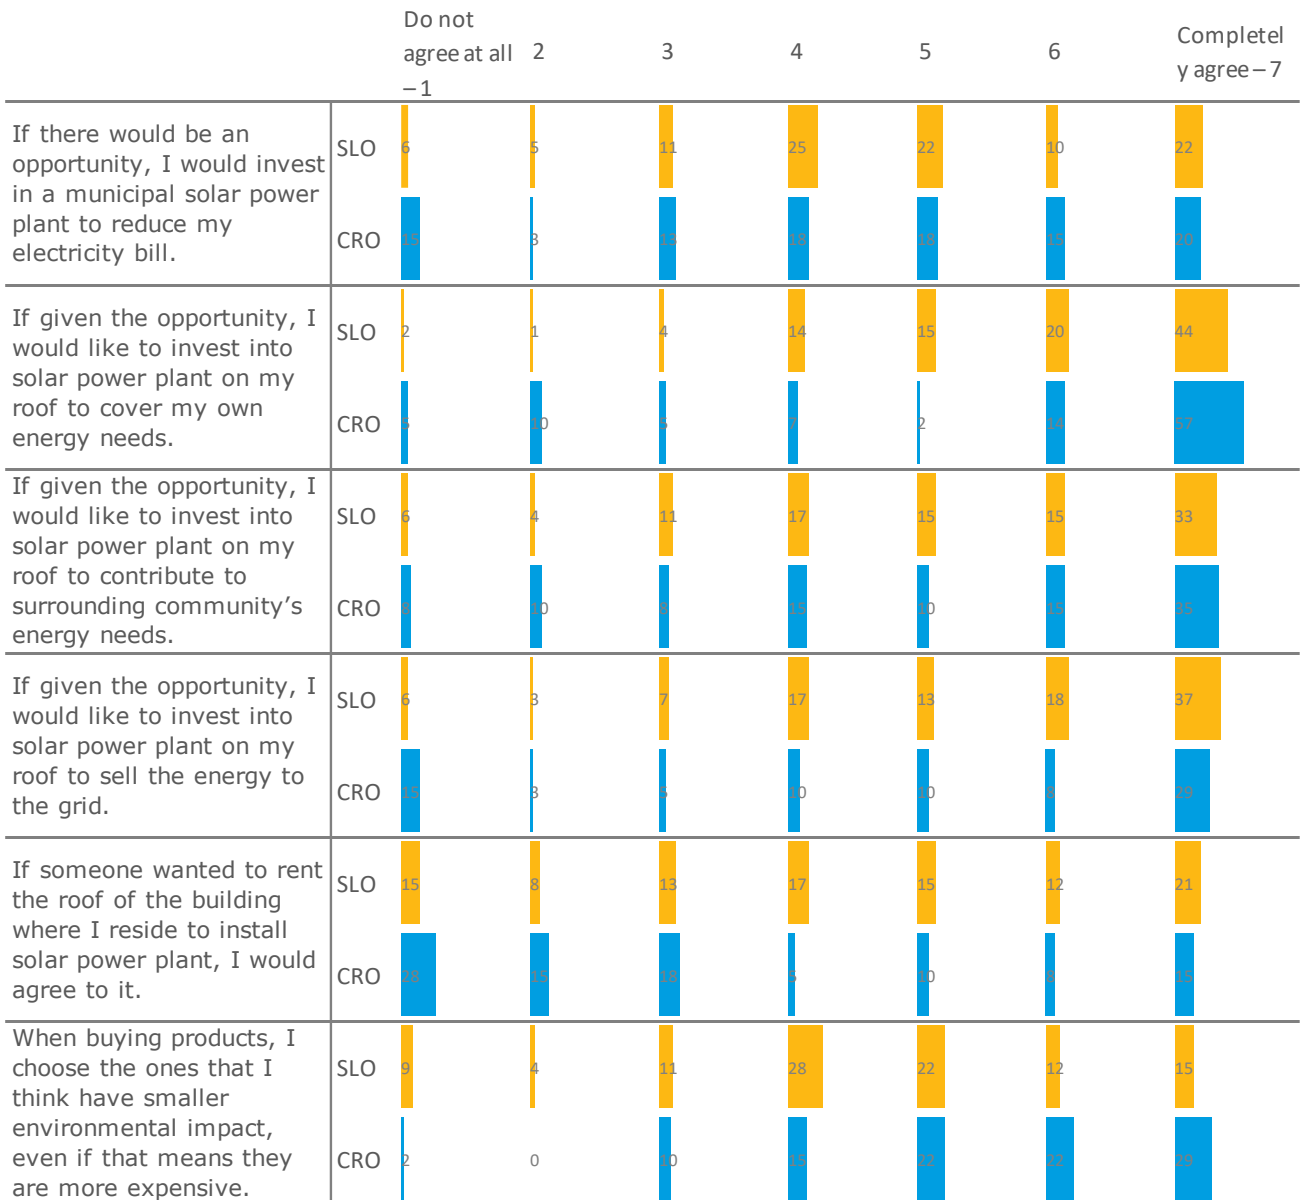 Do not
agree at all
– 1
2
3
4
5
6
Completel
y agree – 7
If there would be an
opportunity, I would invest
in a municipal solar power
plant to reduce my
electricity bill.
SLO
6
5
11
25
22
10
22
CRO
15
3
13
18
18
15
20
If given the opportunity, I
would like to invest into
solar power plant on my
roof to cover my own
energy needs.
SLO
2
1
4
14
15
20
44
CRO
5
10
5
7
2
14
57
If given the opportunity, I
would like to invest into
solar power plant on my
roof to contribute to
surrounding community’s
energy needs.
SLO
6
4
11
17
15
15
33
CRO
8
10
8
15
10
15
35
If given the opportunity, I
would like to invest into
solar power plant on my
roof to sell the energy to
the grid.
SLO
6
3
7
17
13
18
37
CRO
15
3
5
10
10
8
29
If someone wanted to rent
the roof of the building
where I reside to install
solar power plant, I would
agree to it.
SLO
15
8
13
17
15
12
21
CRO
28
15
18
5
10
8
15
When buying products, I
choose the ones that I
think have smaller
environmental impact,
even if that means they
are more expensive.
SLO
9
4
11
28
22
12
15
CRO
2
0
10
15
22
22
29